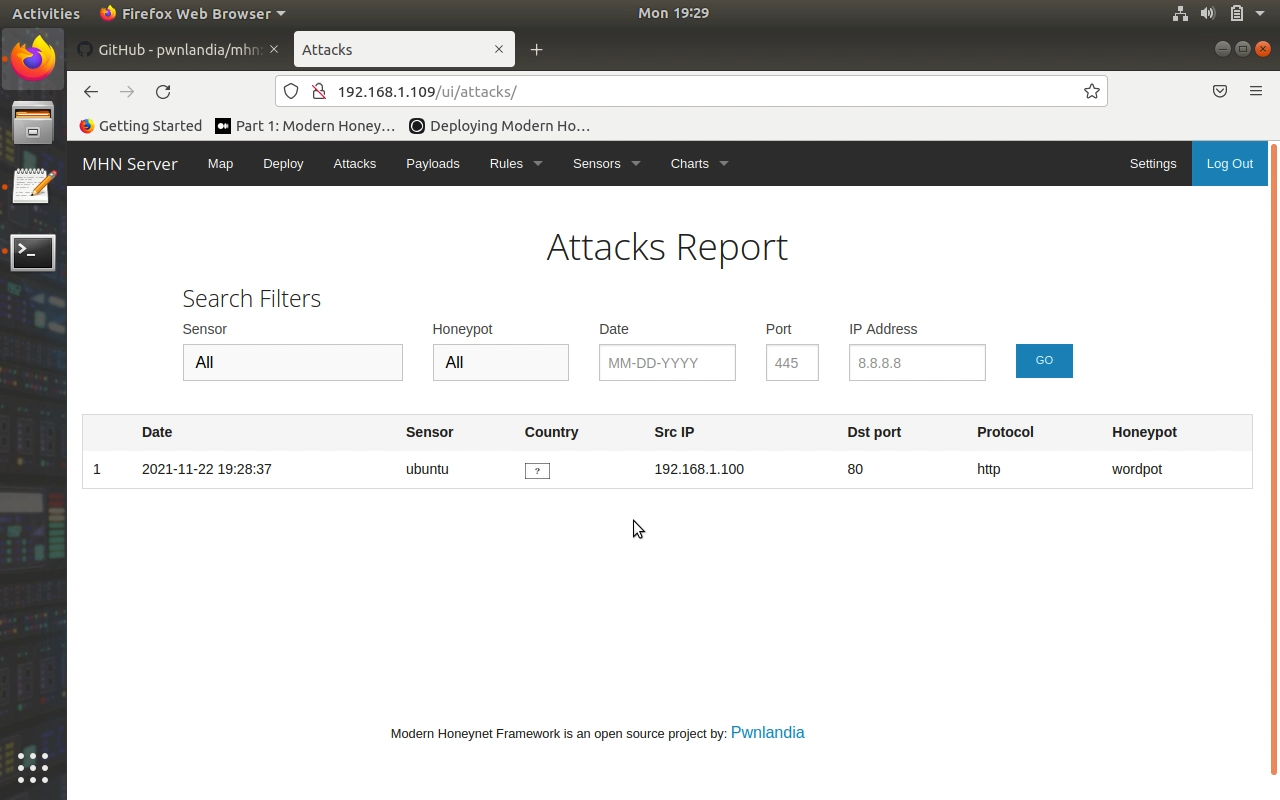 Activities Firefox Web Browser Mon 19:29
GitHub - pwnlandia/mhn: Attacks
192.168.1.109/ui/attacks/
Getting Started Part 1: Modern Honey… Deploying Modern Ho…
MHN Server Map Deploy Attacks Payloads Rules Sensors Charts Settings Log Out
Attacks Report
Search Filters
Sensor Honeypot Date Port IP Address
All All MM-DD-YYYY 445 8.8.8.8 GO
Date Sensor Country Src IP Dst port Protocol Honeypot
1 2021-11-22 19:28:37 ubuntu ? 192.168.1.100 80 http wordpot
Modern Honeynet Framework is an open source project by: Pwnlandia